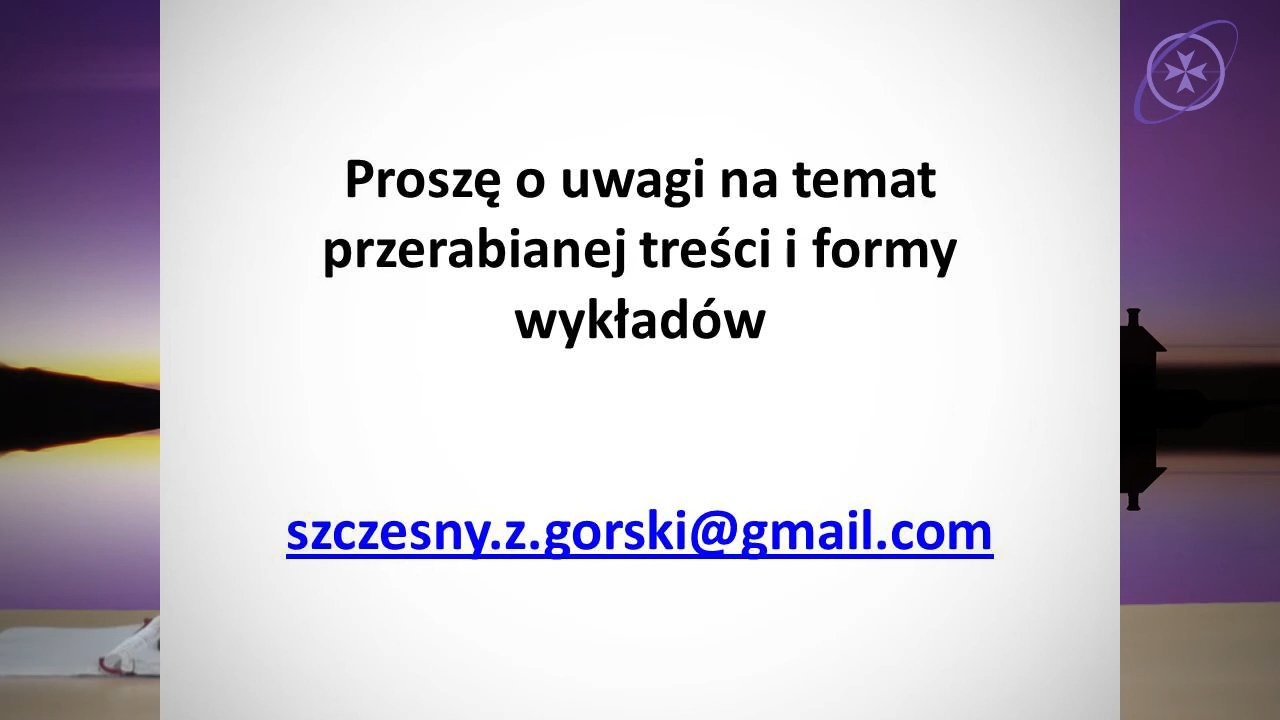 Proszę o uwagi na temat
przerabianej treści i formy
wykładów
szczesny.z.gorski@gmail.com